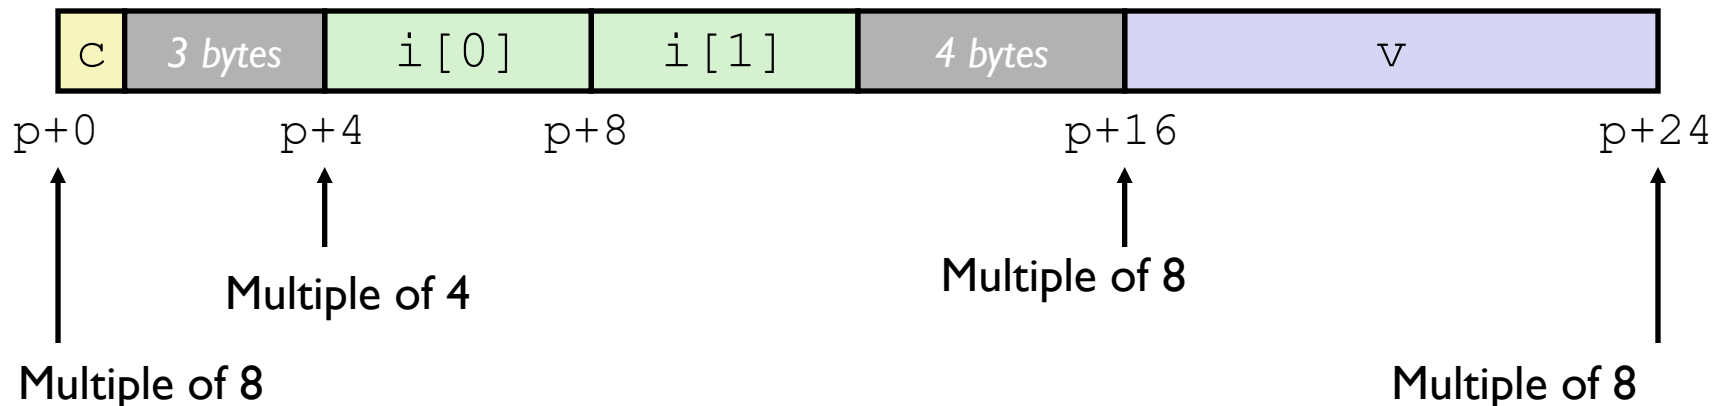 c 3 bytes i[0] i[1] 4 bytes v
p+0 p+4 p+8 p+16 p+24
Multiple of 4 Multiple of 8
Multiple of 8 Multiple of 8